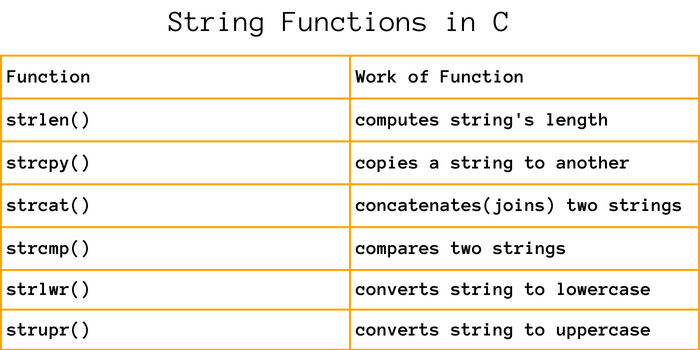 String Functions in C
Function Work of Function
strlen() computes string's length
strcpy() copies a string to another
strcat() concatenates(joins) two strings
strcmp() compares two strings
strlwr() converts string to lowercase
strupr() converts string to uppercase